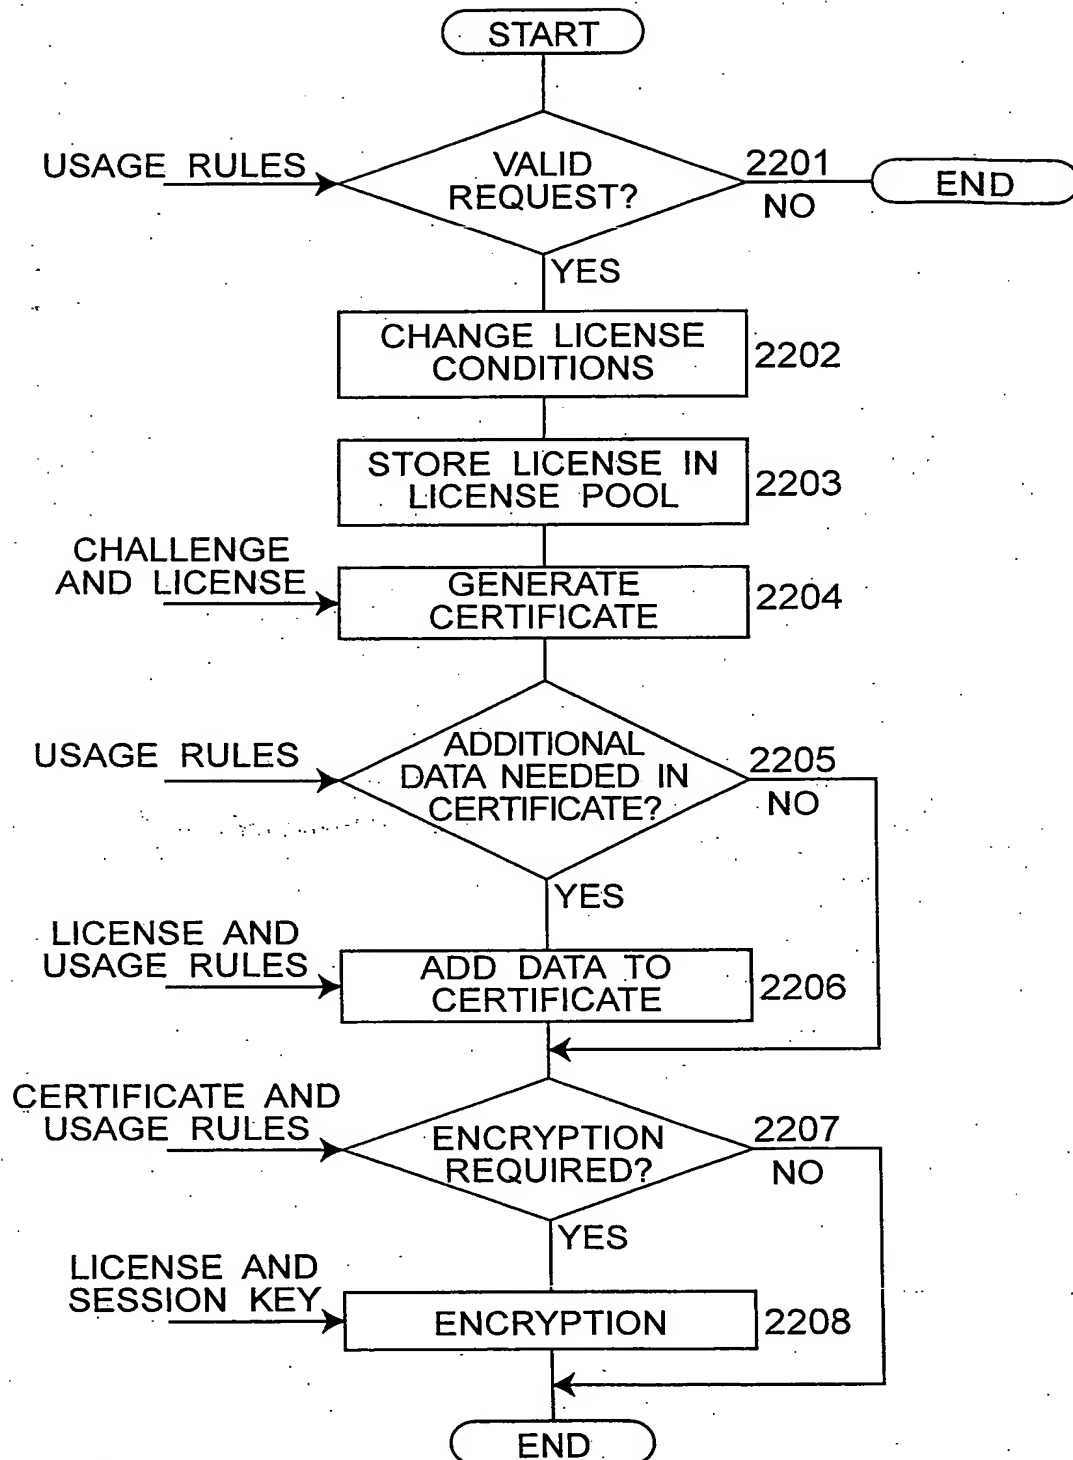 START
USAGE RULES
VALID
REQUEST?
2201
NO
END
YES
CHANGE LICENSE
CONDITIONS
2202
STORE LICENSE IN
LICENSE POOL
2203
CHALLENGE
AND LICENSE
GENERATE
CERTIFICATE
2204
USAGE RULES
ADDITIONAL
DATA NEEDED IN
CERTIFICATE?
2205
NO
YES
LICENSE AND
USAGE RULES
ADD DATA TO
CERTIFICATE
2206
CERTIFICATE AND
USAGE RULES
ENCRYPTION
REQUIRED?
2207
NO
YES
LICENSE AND
SESSION KEY
ENCRYPTION
2208
END